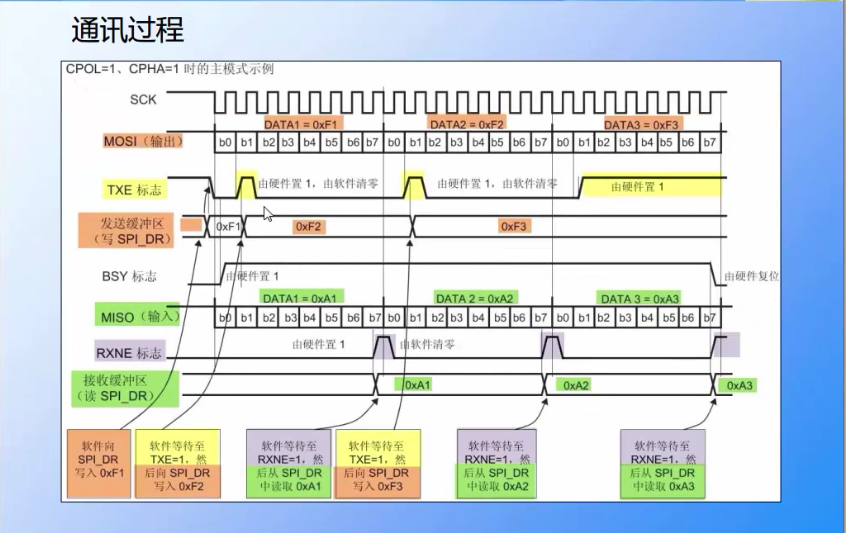 通讯过程
CPOL=1、CPHA=1 时的主模式示例
SCK
DATA1 = 0xF1 DATA2 = 0xF2 DATA3 = 0xF3
MOSI（输出） b0 b1 b2 b3 b4 b5 b6 b7 b0 b1 b2 b3 b4 b5 b6 b7 b0 b1 b2 b3 b4 b5 b6 b7
TXE 标志 由硬件置 1，由软件清零 由硬件置 1，由软件清零 由硬件置 1
发送缓冲区 0xF1 0xF2 0xF3
（写 SPI_DR）
BSY 标志 由硬件置 1 由硬件复位
DATA1 = 0xA1 DATA 2 = 0xA2 DATA 3 = 0xA3
MISO（输入） b0 b1 b2 b3 b4 b5 b6 b7 b0 b1 b2 b3 b4 b5 b6 b7 b0 b1 b2 b3 b4 b5 b6 b7
RXNE 标志 由硬件置 1 由软件清零
接收缓冲区 0xA1 0xA2 0xA3
（读 SPI_DR）
软件向
SPI_DR
写入 0xF1
软件等待至
TXE=1，然
后向 SPI_DR
写入 0xF2
软件等待至
RXNE=1，然
后从 SPI_DR
中读取 0xA1
软件等待至
TXE=1，然
后向 SPI_DR
写入 0xF3
软件等待至
RXNE=1，然
后从 SPI_DR
中读取 0xA2
软件等待至
RXNE=1，然
后从 SPI_DR
中读取 0xA3